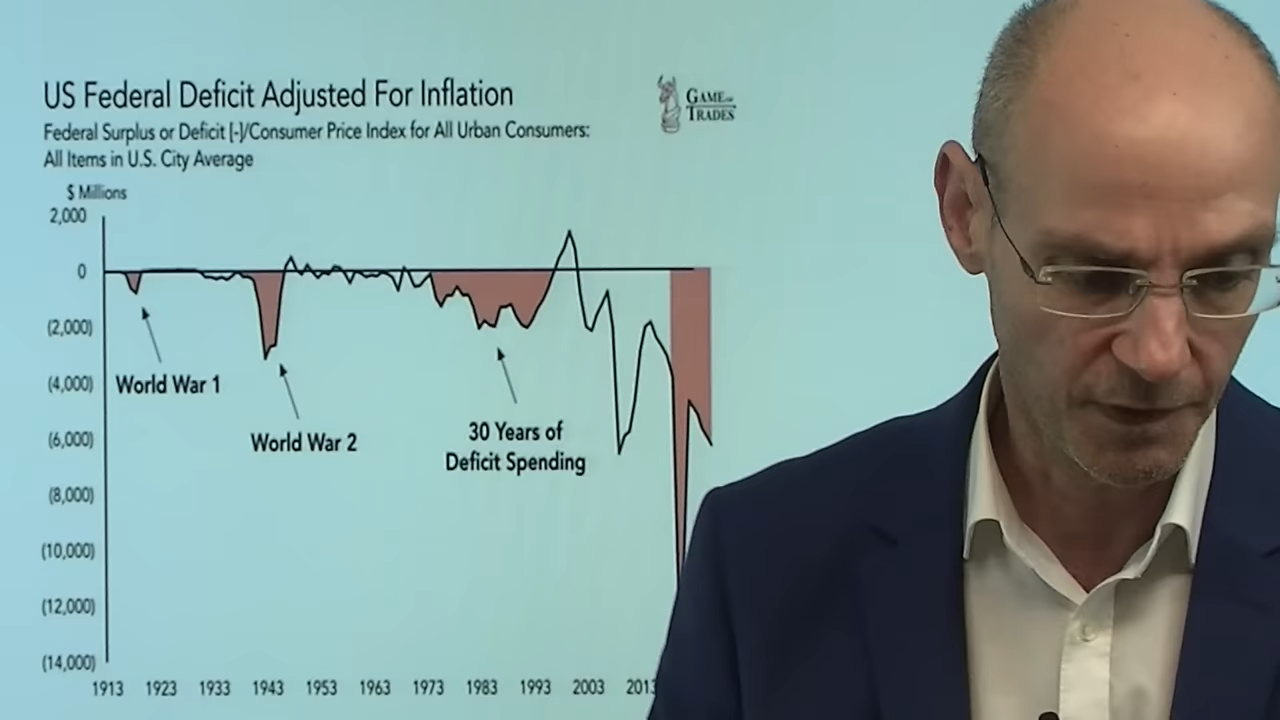 US Federal Deficit Adjusted For Inflation
Federal Surplus or Deficit [-]/Consumer Price Index for All Urban Consumers:
All Items in U.S. City Average
GAME OF
TRADES
$ Millions
2,000
0
(2,000)
(4,000)
(6,000)
(8,000)
(10,000)
(12,000)
(14,000)
World War 1
World War 2
30 Years of
Deficit Spending
1913 1923 1933 1943 1953 1963 1973 1983 1993 2003 2013